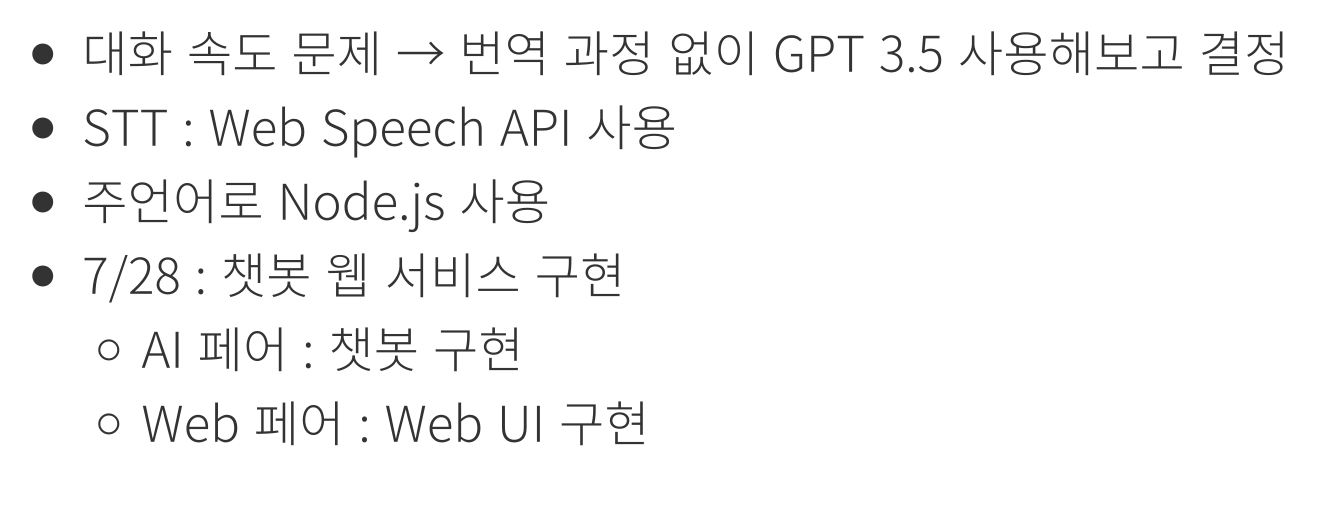 • 대화 속도 문제 → 번역 과정 없이 GPT 3.5 사용해보고 결정
• STT : Web Speech API 사용
• 주언어로 Node.js 사용
• 7/28 : 챗봇 웹 서비스 구현
◦ AI 페어 : 챗봇 구현
◦ Web 페어 : Web UI 구현